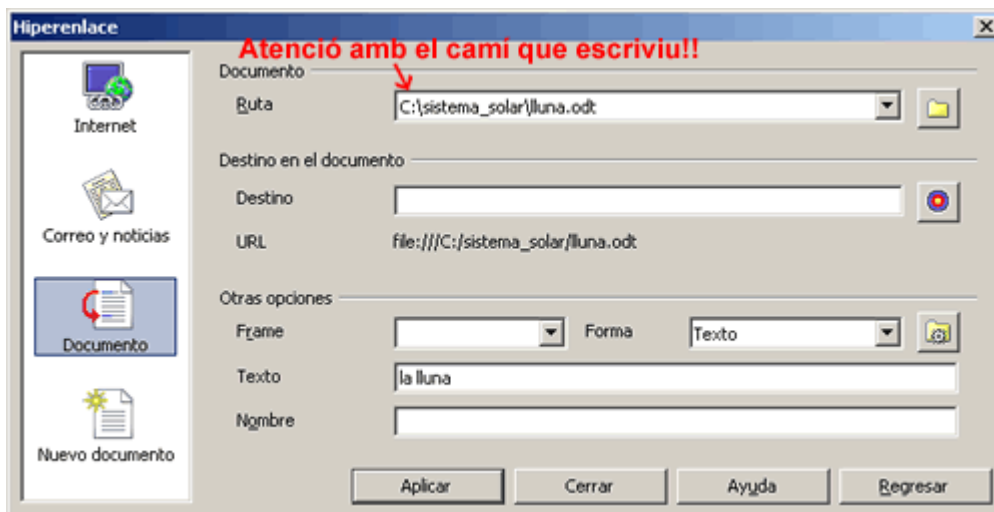 Hiperenlace
Atenció amb el camí que escriviu!!
Internet
Correo y noticias
Documento
Nuevo documento
Documento
Ruta C:\sistema_solar\lluna.odt
Destino en el documento
Destino
URL file:///C:/sistema_solar/lluna.odt
Otras opciones
Frame Forma Texto
Texto la lluna
Nombre
Aplicar Cerrar Ayuda Regresar